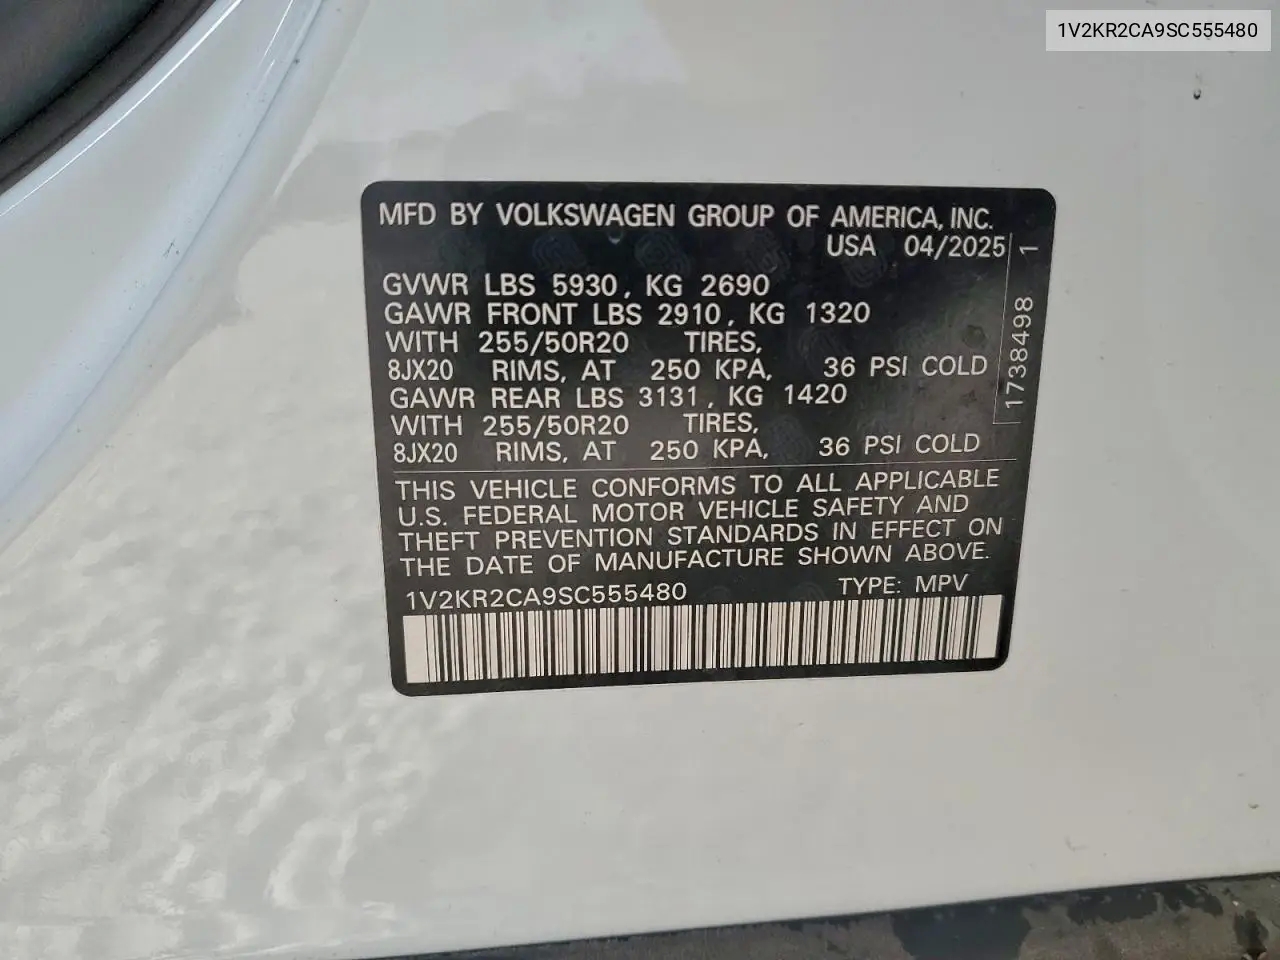 1V2KR2CA9SC555480
MFD BY VOLKSWAGEN GROUP OF AMERICA, INC.
USA 04/2025
GVWR LBS 5930, KG 2690
GAWR FRONT LBS 2910, KG 1320
WITH 255/50R20 TIRES,
8JX20 RIMS, AT 250 KPA, 36 PSI COLD
GAWR REAR LBS 3131, KG 1420
WITH 255/50R20 TIRES,
8JX20 RIMS, AT 250 KPA, 36 PSI COLD
1738498 1
THIS VEHICLE CONFORMS TO ALL APPLICABLE
U.S. FEDERAL MOTOR VEHICLE SAFETY AND
THEFT PREVENTION STANDARDS IN EFFECT ON
THE DATE OF MANUFACTURE SHOWN ABOVE.
1V2KR2CA9SC555480 TYPE: MPV